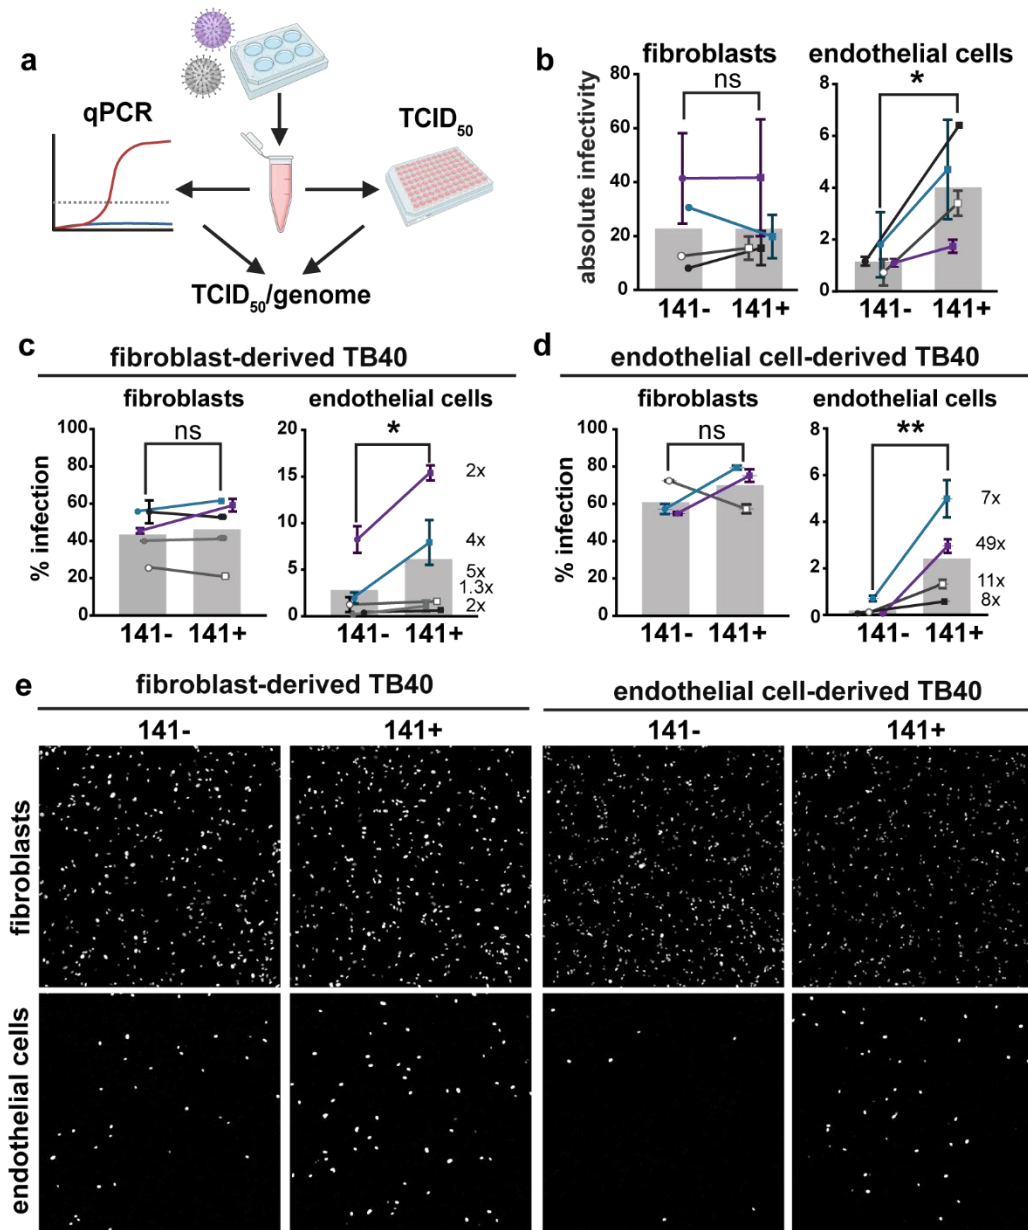 a
qPCR
TCID50
TCID50/genome
b
fibroblasts
endothelial cells
absolute infectivity
80
60
40
20
0
ns
141- 141+
8
6
4
2
0
*
141- 141+
c
fibroblast-derived TB40
fibroblasts
endothelial cells
% infection
100
80
60
40
20
0
ns
141- 141+
20
15
10
5
0
*
2x
4x
5x
1.3x
2x
141- 141+
d
endothelial cell-derived TB40
fibroblasts
endothelial cells
% infection
100
80
60
40
20
0
ns
141- 141+
8
6
4
2
0
**
7x
49x
11x
8x
141- 141+
e
fibroblast-derived TB40
endothelial cell-derived TB40
141- 141+ 141- 141+
fibroblasts
endothelial cells